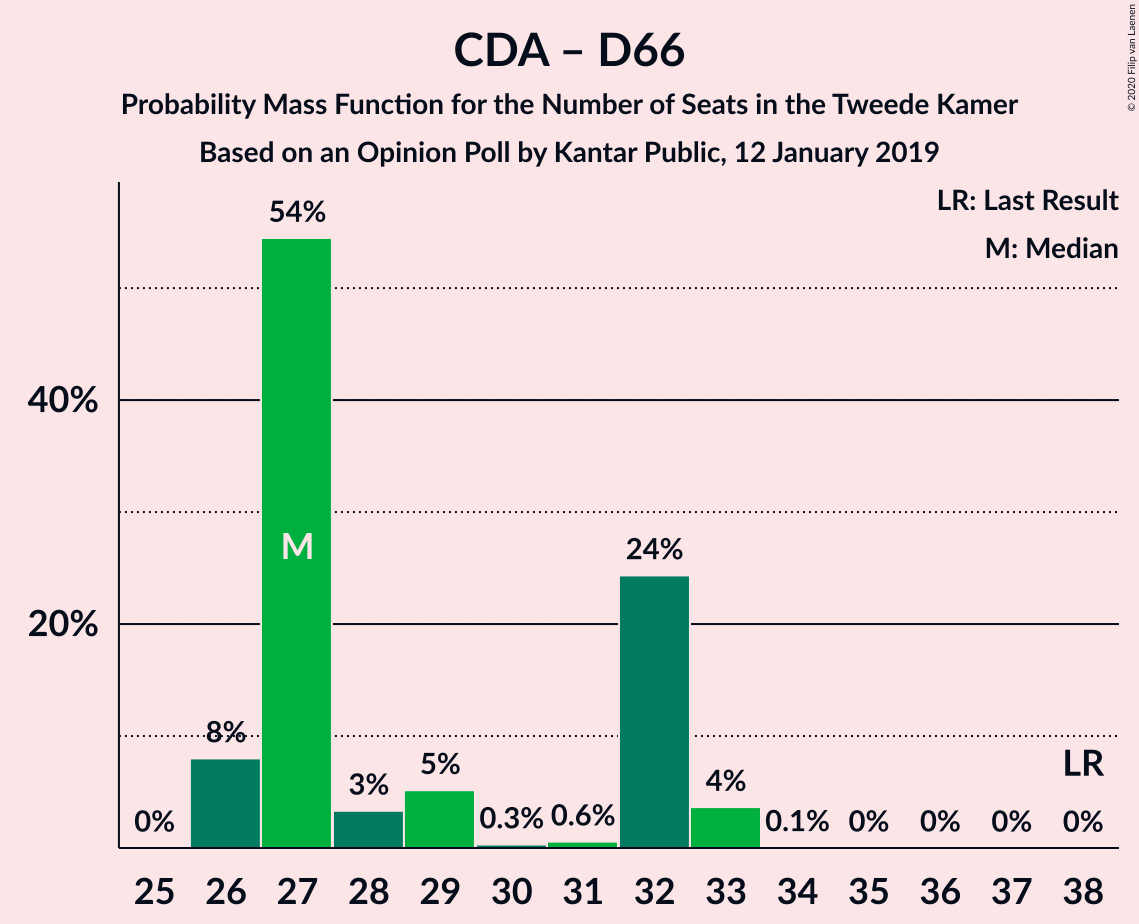 CDA – D66
Probability Mass Function for the Number of Seats in the Tweede Kamer
Based on an Opinion Poll by Kantar Public, 12 January 2019
© 2020 Filip van Laenen
LR: Last Result
M: Median
40%
20%
0%
8%
54%
M
3%
5%
0.3%
0.6%
24%
4%
0.1%
0%
0%
0%
LR
0%
25 26 27 28 29 30 31 32 33 34 35 36 37 38